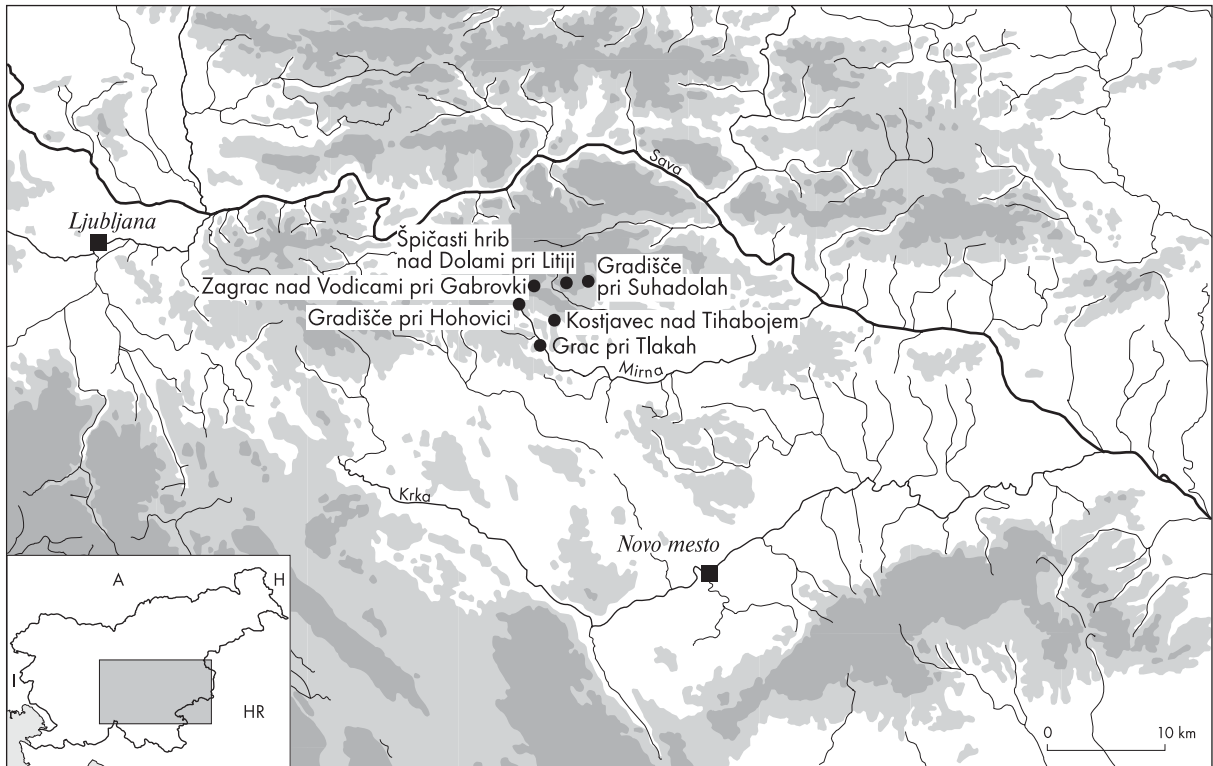 Sava
Ljubljana
Špičasti hrib
nad Dolami pri Litiji
Gradišče
pri Suhadolah
Zagrac nad Vodicami pri Gabrovki
Gradišče pri Hohovici
Kostjavec nad Tihabojem
Grac pri Tlakah
Mirna
Krka
Novo mesto
A
H
I
HR
0
10 km